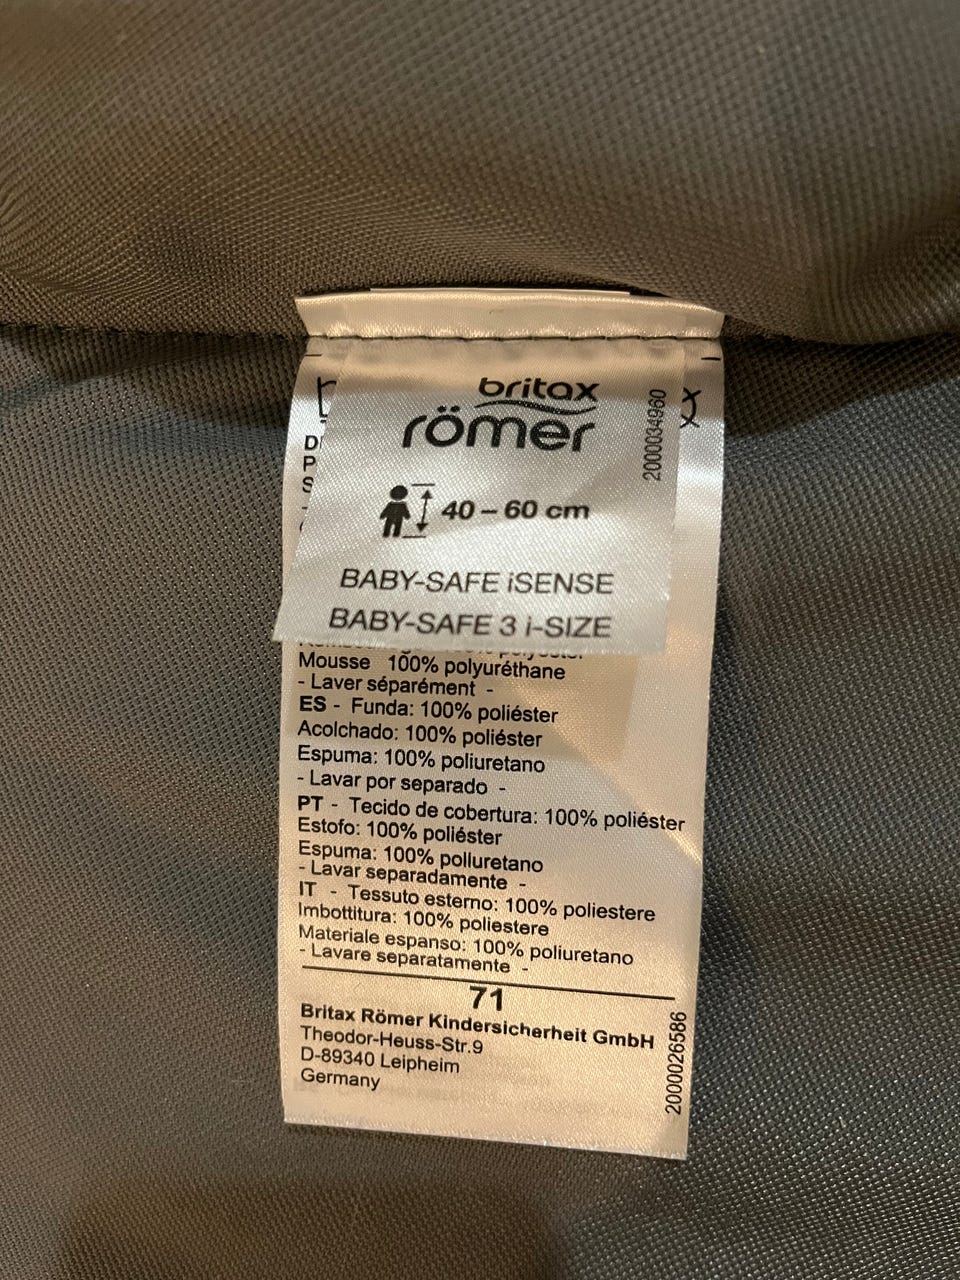 britax
römer
2000034960
40 – 60 cm
BABY-SAFE iSENSE
BABY-SAFE 3 i-SIZE
Mousse 100% polyuréthane
- Laver séparément -
ES - Funda: 100% poliéster
Acolchado: 100% poliéster
Espuma: 100% poliuretano
- Lavar por separado -
PT - Tecido de cobertura: 100% poliéster
Estofo: 100% poliéster
Espuma: 100% poliuretano
- Lavar separadamente -
IT - Tessuto esterno: 100% poliestere
Imbottitura: 100% poliestere
Materiale espanso: 100% poliuretano
- Lavare separatamente -
71
Britax Römer Kindersicherheit GmbH
Theodor-Heuss-Str.9
D-89340 Leipheim
Germany
2000026586